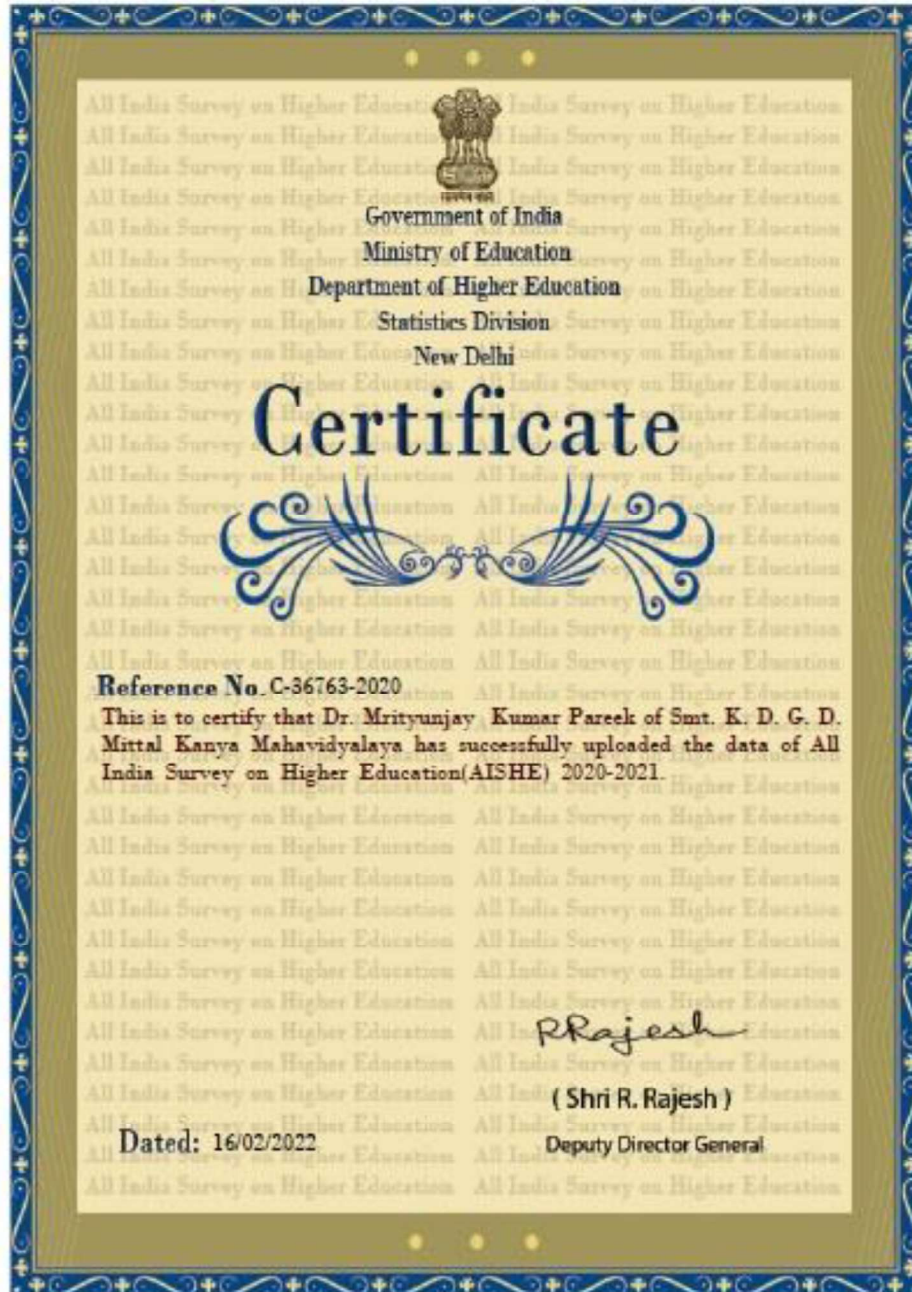 Government of India
Ministry of Education
Department of Higher Education
Statistics Division
New Delhi
Certificate
Reference No. C-36763-2020
This is to certify that Dr. Mrityunjay Kumar Pareek of Smt. K. D. G. D.
Mittal Kanya Mahavidyalaya has successfully uploaded the data of All
India Survey on Higher Education(AISHE) 2020-2021.
RRajesh
( Shri R. Rajesh )
Dated: 16/02/2022
Deputy Director General